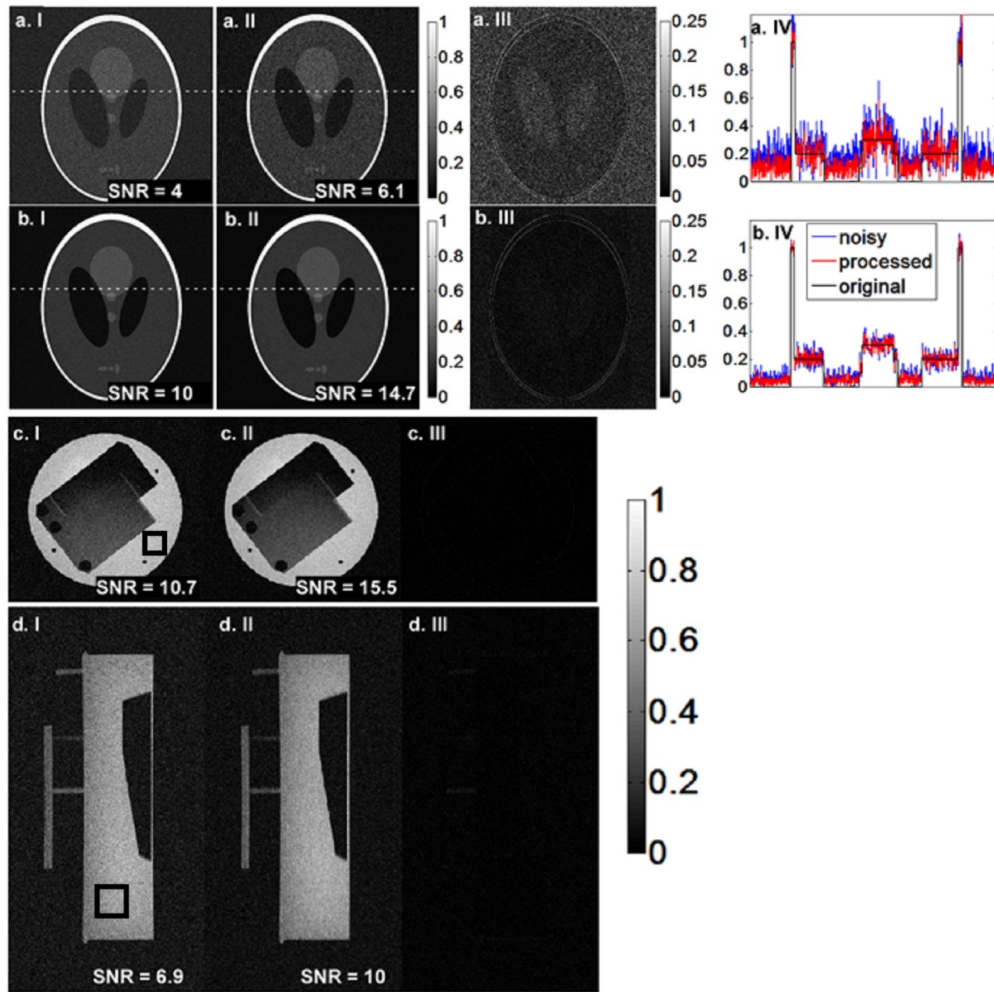 a. I
SNR = 4
a. II
SNR = 6.1
1
0.8
0.6
0.4
0.2
0
a. III
0.25
0.2
0.15
0.1
0.05
0
a. IV
1
0.8
0.6
0.4
0.2
0
b. I
SNR = 10
b. II
SNR = 14.7
1
0.8
0.6
0.4
0.2
0
b. III
0.25
0.2
0.15
0.1
0.05
0
b. IV
1
0.8
0.6
0.4
0.2
0
noisy
processed
original
c. I
SNR = 10.7
c. II
SNR = 15.5
c. III
d. I
SNR = 6.9
d. II
SNR = 10
d. III
1
0.8
0.6
0.4
0.2
0